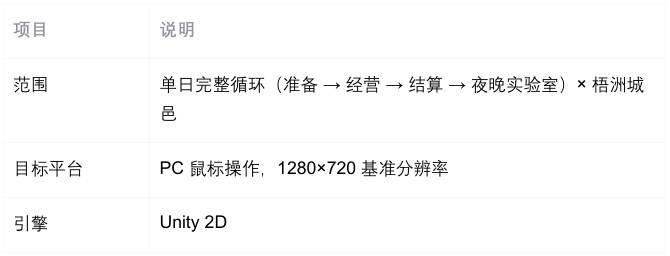 项目 说明
范围 单日完整循环（准备 → 经营 → 结算 → 夜晚实验室）× 梧洲城
邑
目标平台 PC 鼠标操作，1280×720 基准分辨率
引擎 Unity 2D